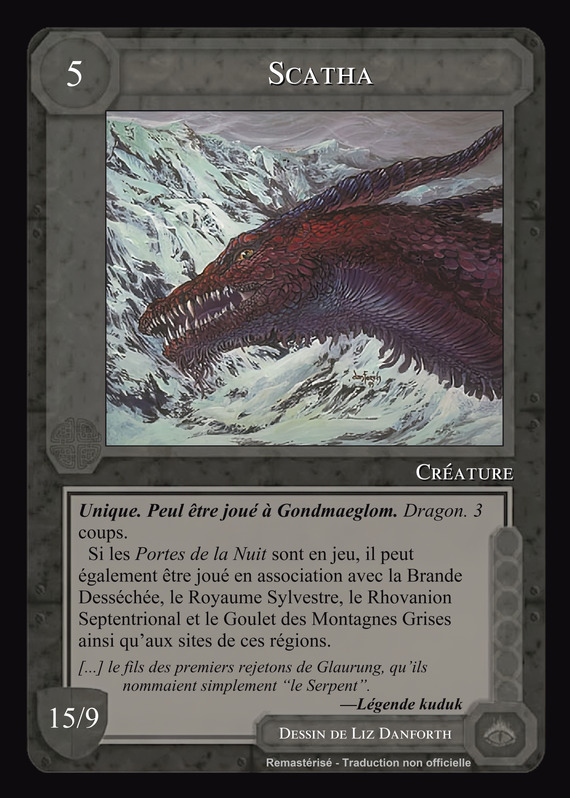 5
Scatha
Danforth
Créature
Unique. Peul être joué à Gondmaeglom. Dragon. 3
coups.
Si les Portes de la Nuit sont en jeu, il peut
également être joué en association avec la Brande
Desséchée, le Royaume Sylvestre, le Rhovanion
Septentrional et le Goulet des Montagnes Grises
ainsi qu’aux sites de ces régions.
[...] le fils des premiers rejetons de Glaurung, qu’ils
nommaient simplement “le Serpent”.
—Légende kuduk
15/9
Dessin de Liz Danforth
Remastérisé - Traduction non officielle